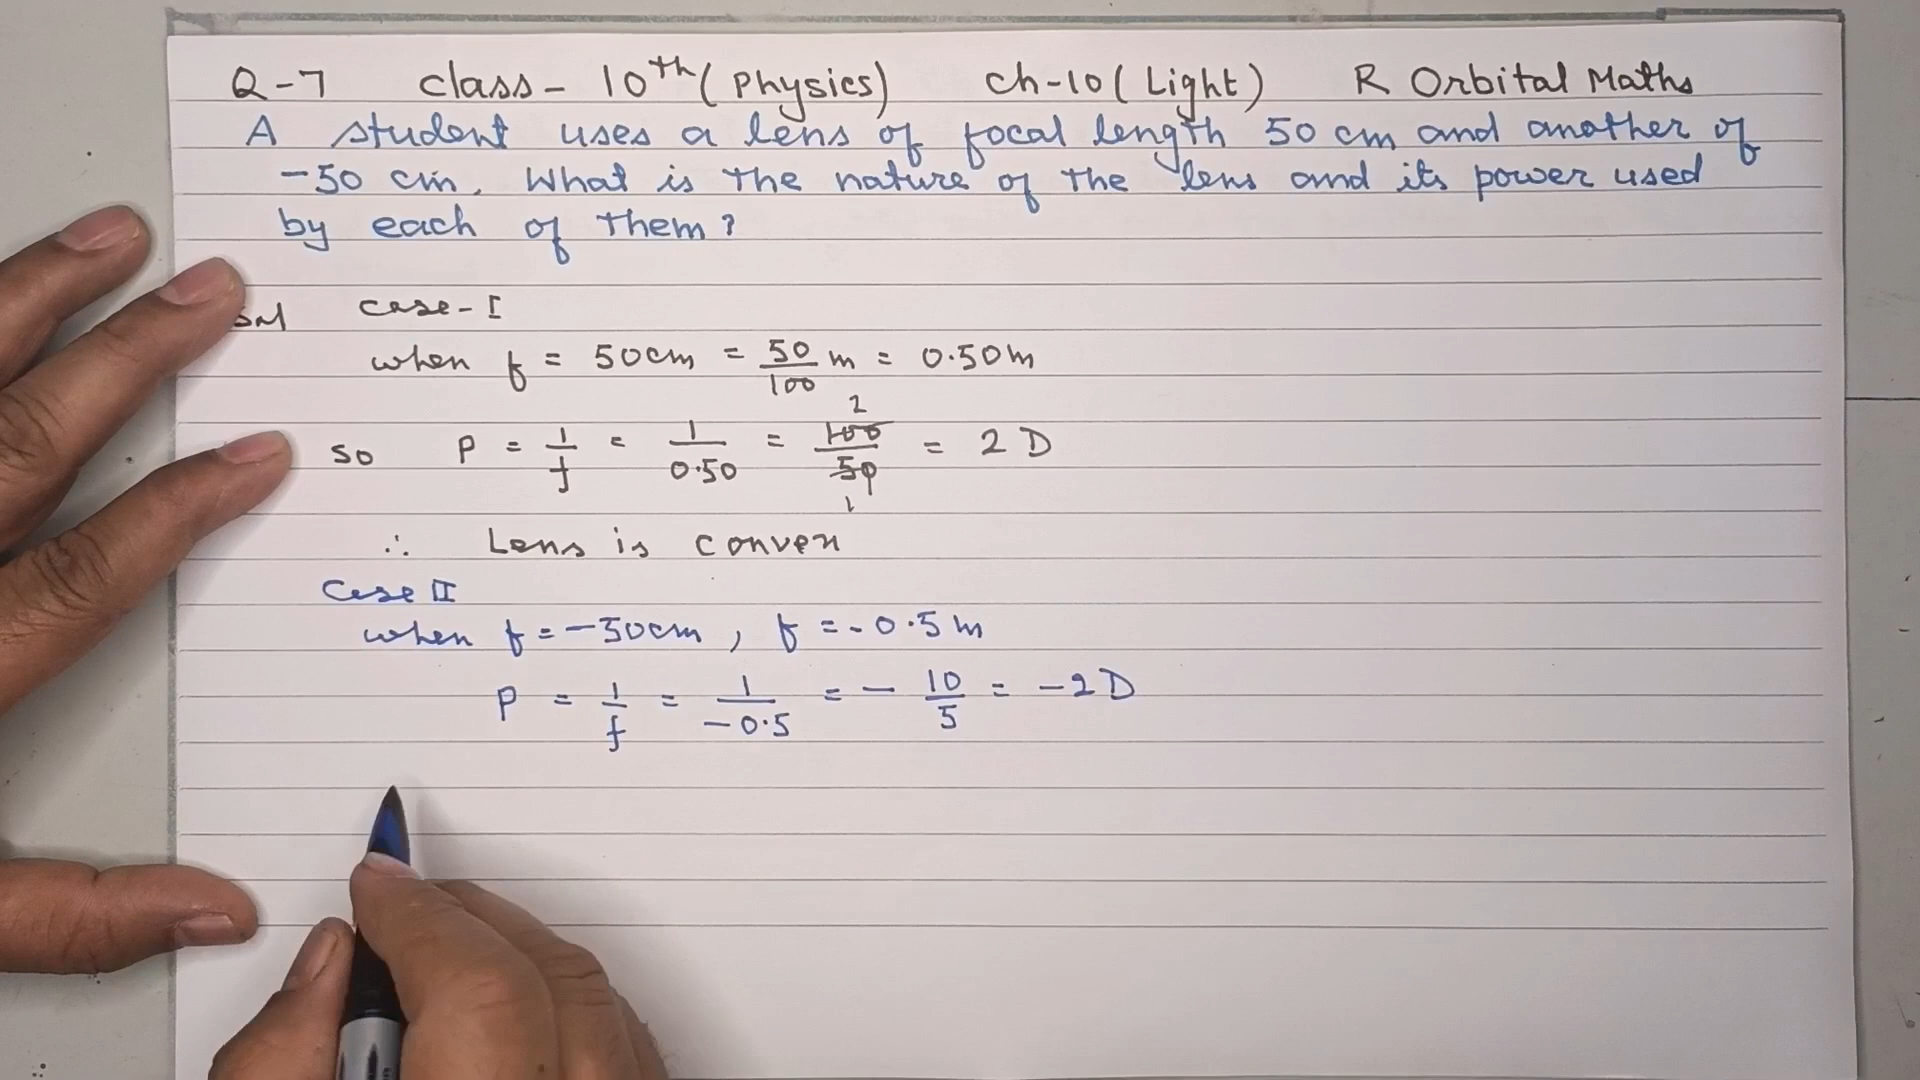 Q-7 class- 10th (Physics) Ch-10 (Light) R Orbital Maths
A student uses a lens of focal length 50 cm and another of
-50 cm. What is the nature of the lens and its power used
by each of them?
Sol case-I
when f = 50cm = 50/100 m = 0.50m
so P = 1/f = 1/0.50 = 100/50 = 2 D
2
1
∴ Lens is convex
Case II
when f = -50cm, f = -0.5m
P = 1/f = 1/-0.5 = - 10/5 = -2D